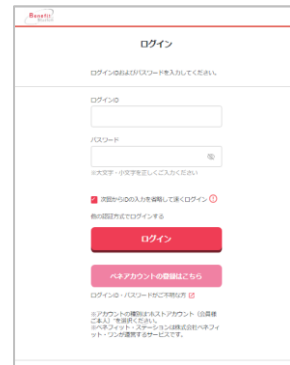 Benefit
ログイン
ログインIDおよびパスワードを入力してください。
ログインID
パスワード
※大文字・小文字を正しくご入力ください
次回からIDの入力を省略して速くログイン
他の認証方式でログインする
ログイン
ベネアカウントの登録はこちら
ログインID・パスワードがご不明な方
※アカウントの種別は"ホストアカウント（会員様
ご本人）"を選択ください。
※ベネフィット・ステーションは株式会社ベネフィ
ット・ワンが運営するサービスです。